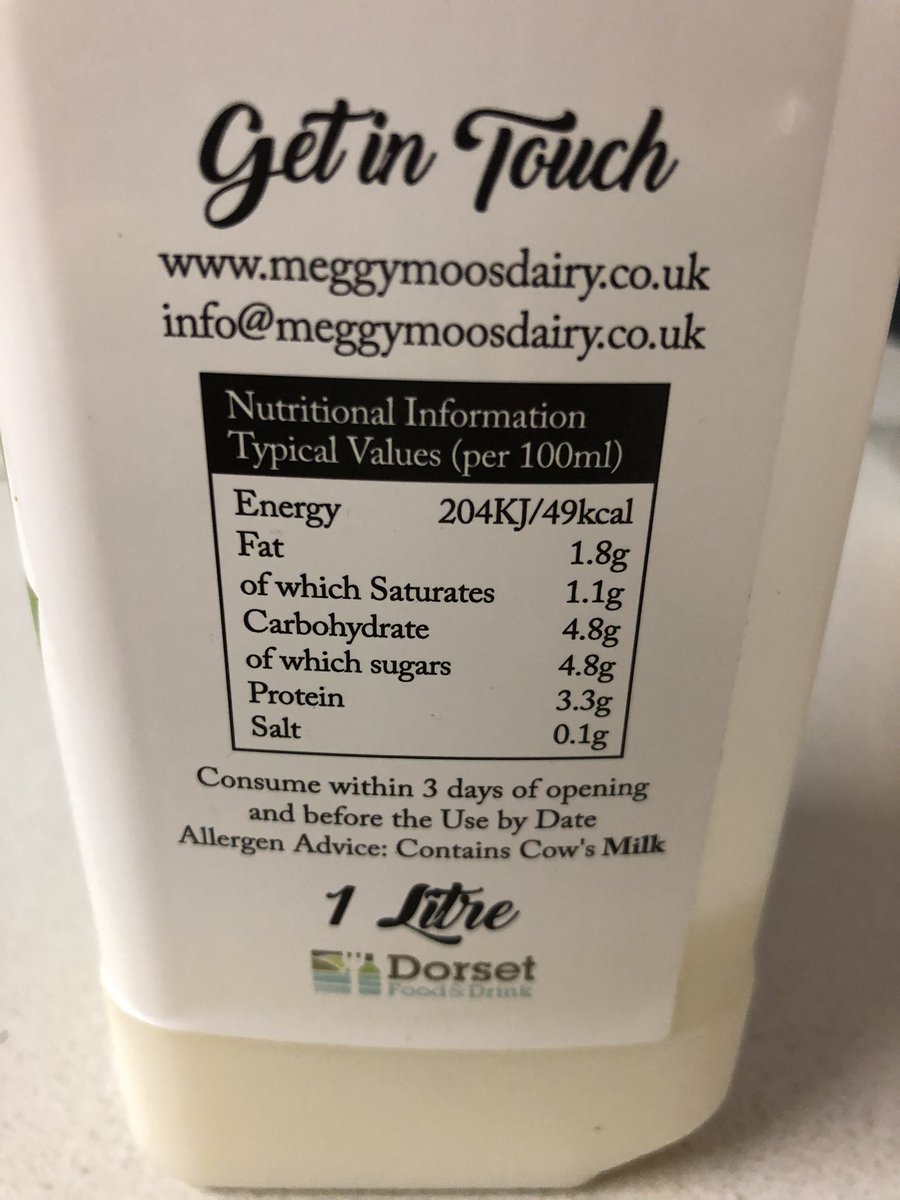 Get in Touch
www.meggymoosdairy.co.uk
info@meggymoosdairy.co.uk
Nutritional Information
Typical Values (per 100ml)
Energy 204KJ/49kcal
Fat 1.8g
of which Saturates 1.1g
Carbohydrate 4.8g
of which sugars 4.8g
Protein 3.3g
Salt 0.1g
Consume within 3 days of opening
and before the Use by Date
Allergen Advice: Contains Cow's Milk
1 Litre
Dorset
Food & Drink